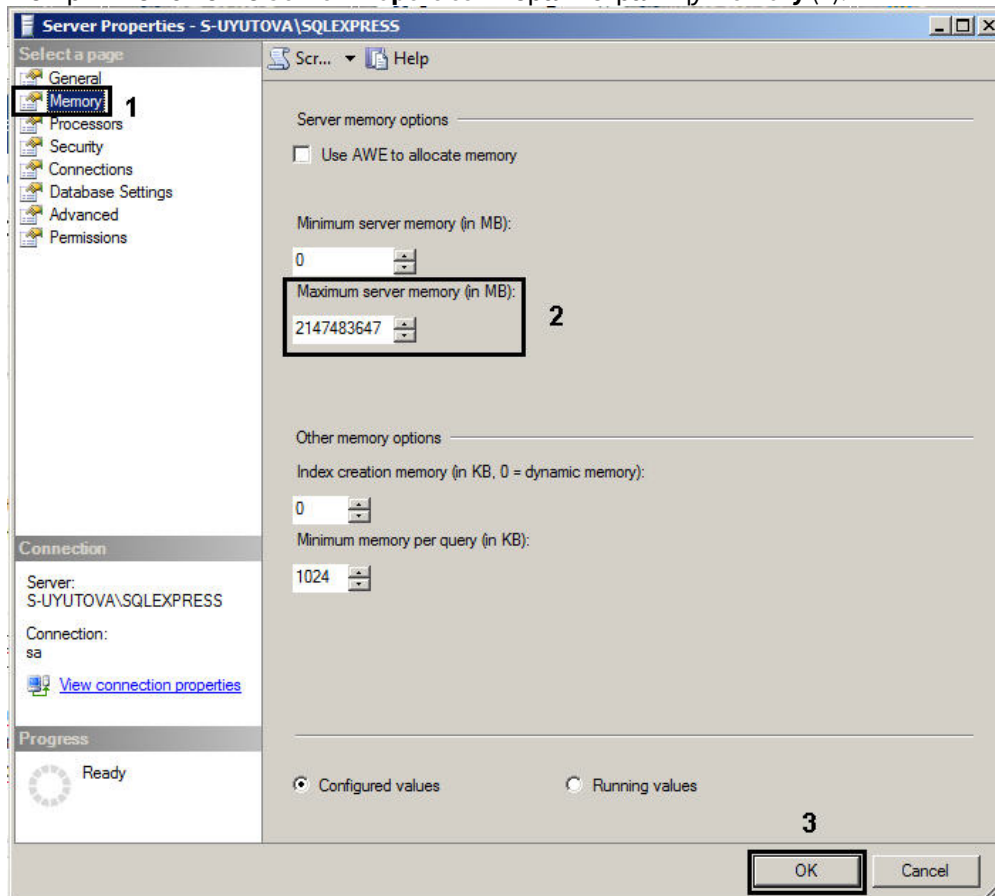 Server Properties - S-UYUTOVA\SQLEXPRESS
Select a page
General
Memory
1
Processors
Security
Connections
Database Settings
Advanced
Permissions
Scr... Help
Server memory options
Use AWE to allocate memory
Minimum server memory (in MB):
0
Maximum server memory (in MB):
2147483647
2
Other memory options
Index creation memory (in KB, 0 = dynamic memory):
0
Minimum memory per query (in KB):
1024
Connection
Server:
S-UYUTOVA\SQLEXPRESS
Connection:
sa
View connection properties
Progress
Ready
Configured values
Running values
3
OK
Cancel